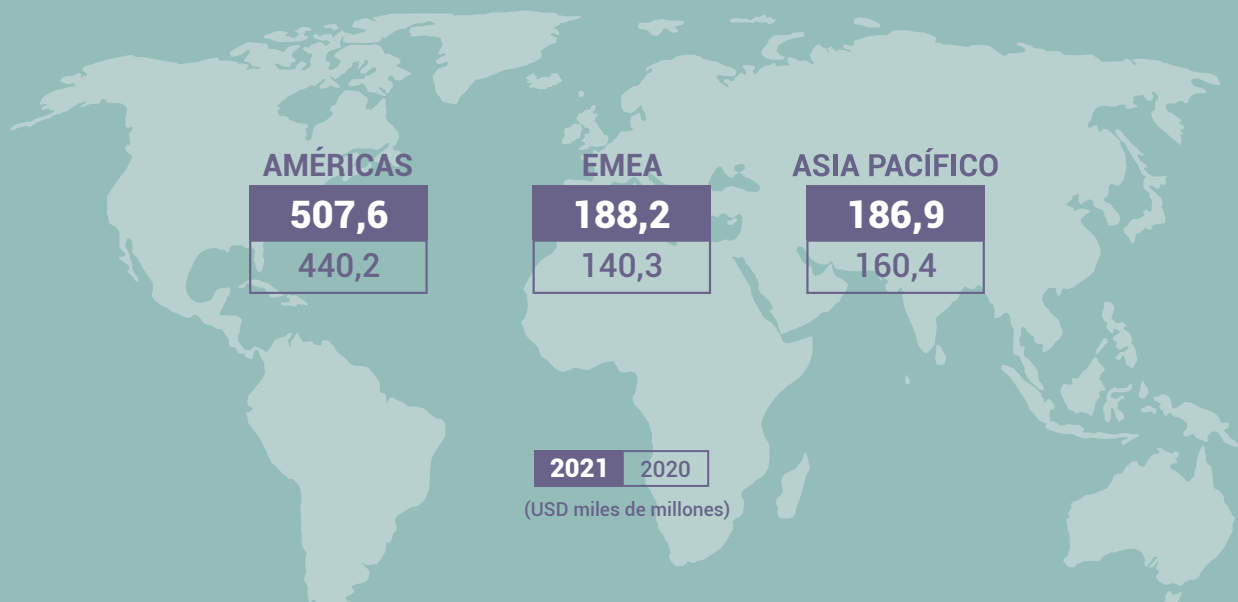 AMÉRICAS
507,6
440,2
EMEA
188,2
140,3
ASIA PACÍFICO
186,9
160,4
2021 2020
(USD miles de millones)